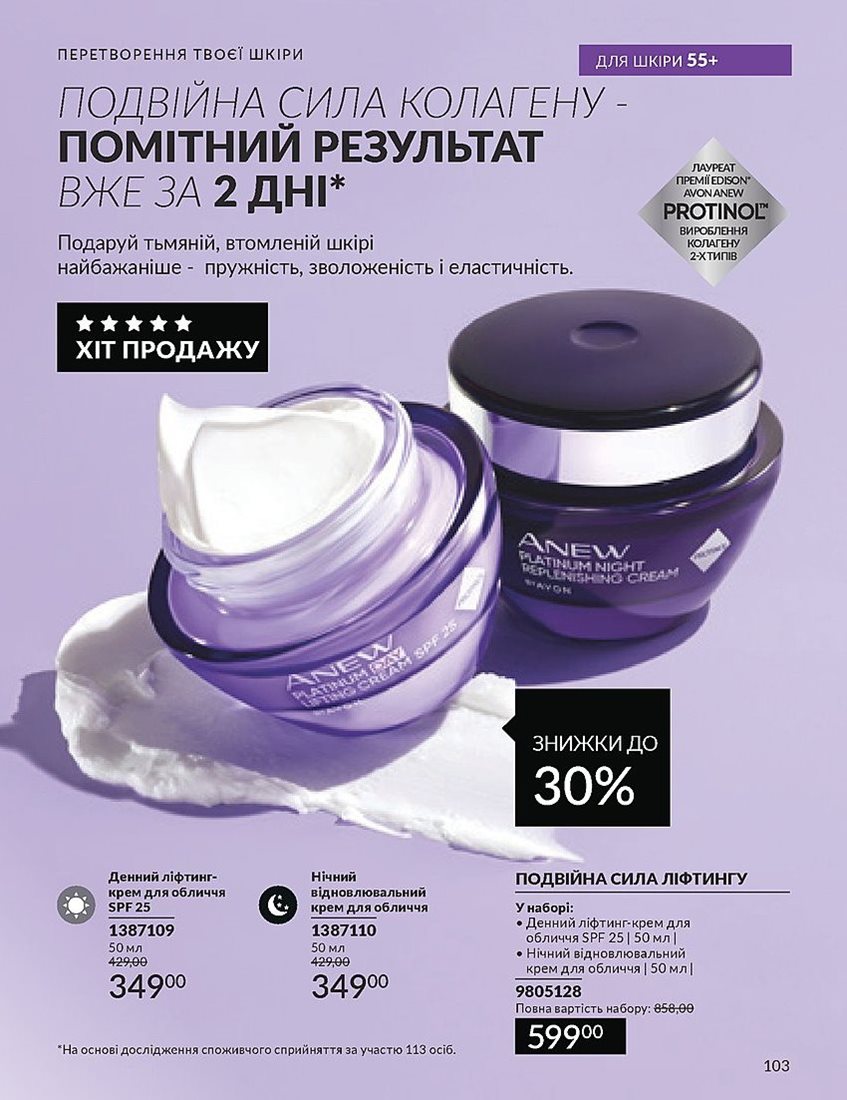 ПЕРЕТВОРЕННЯ ТВОЄЇ ШКІРИ
ДЛЯ ШКІРИ 55+
ПОДВІЙНА СИЛА КОЛАГЕНУ -
ПОМІТНИЙ РЕЗУЛЬТАТ
ВЖЕ ЗА 2 ДНІ*
Подаруй тьмяній, втомленій шкірі
найбажаніше - пружність, зволоженість і еластичність.
ЛАУРЕАТ
ПРЕМІЇ EDISON*
AVON ANEW
PROTINOL™
ВИРОБЛЕННЯ
КОЛАГЕНУ
2-Х ТИПІВ
★★★★★
ХІТ ПРОДАЖУ
ANEW
PLATINUM NIGHT
REPLENISHING CREAM
BY AVON
PROTINOL
PROTINOL
ANEW
PLATINUM DAY
LIFTING CREAM SPF 25
BY AVON
ЗНИЖКИ ДО
30%
Денний ліфтинг-
крем для обличчя
SPF 25
1387109
50 мл
429,00
34900
Нічний
відновлювальний
крем для обличчя
1387110
50 мл
429,00
34900
ПОДВІЙНА СИЛА ЛІФТИНГУ
У наборі:
• Денний ліфтинг-крем для
обличчя SPF 25 | 50 мл |
• Нічний відновлювальний
крем для обличчя | 50 мл |
9805128
Повна вартість набору: 858,00
59900
*На основі дослідження споживчого сприйняття за участю 113 осіб.
103